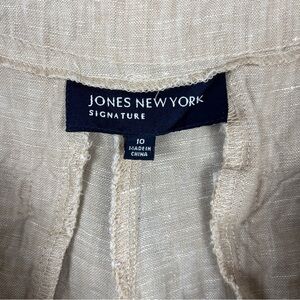 JONES NEW YORK
SIGNATURE
10
MADE IN
CHINA